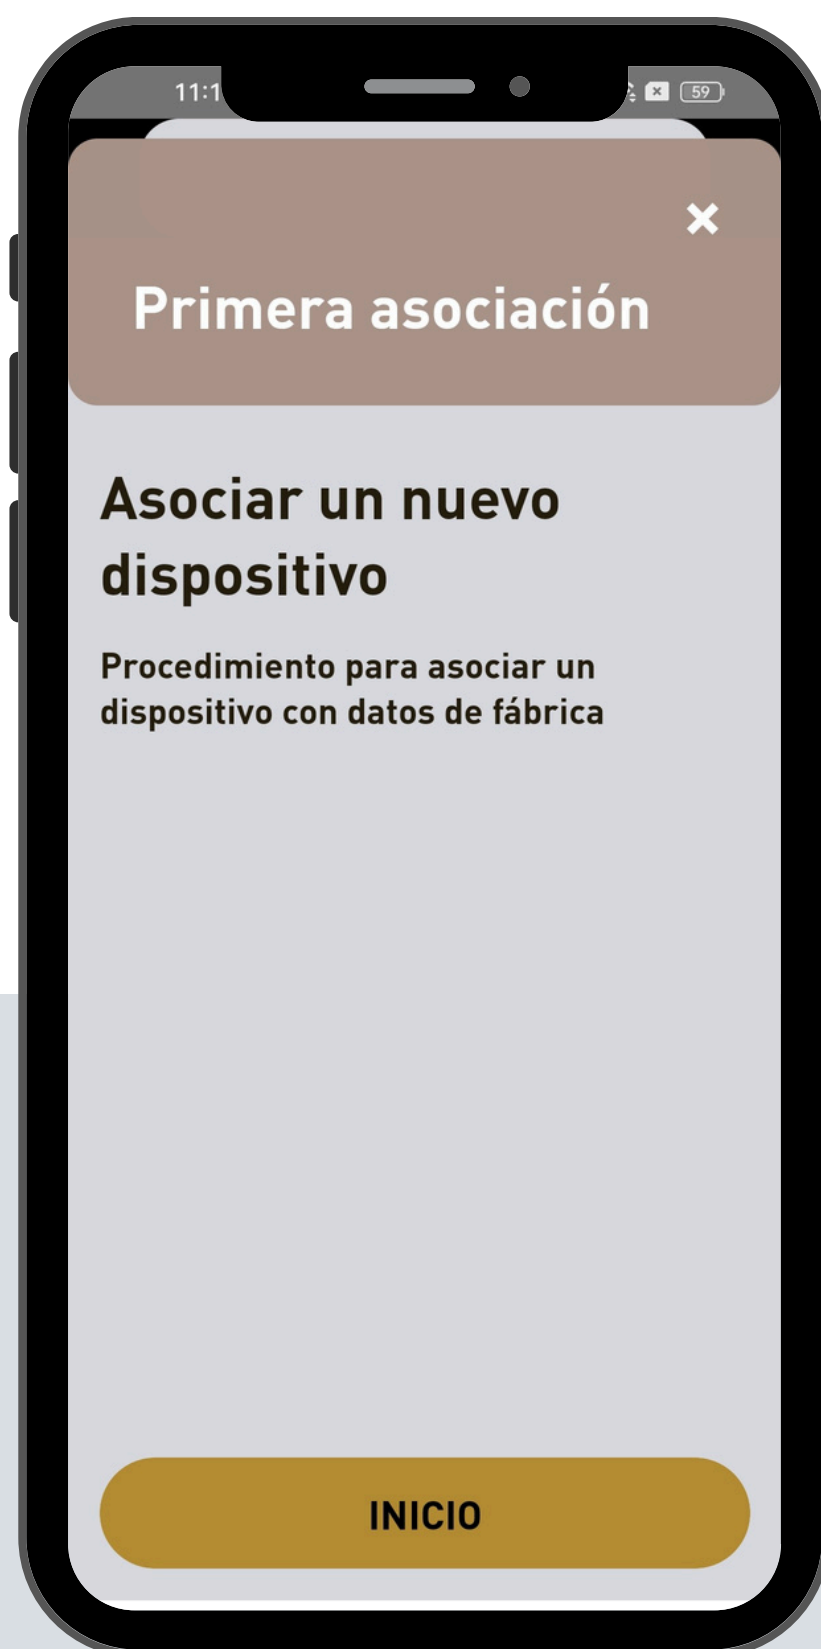 11:1
59
Primera asociación
Asociar un nuevo
dispositivo
Procedimiento para asociar un
dispositivo con datos de fábrica
INICIO